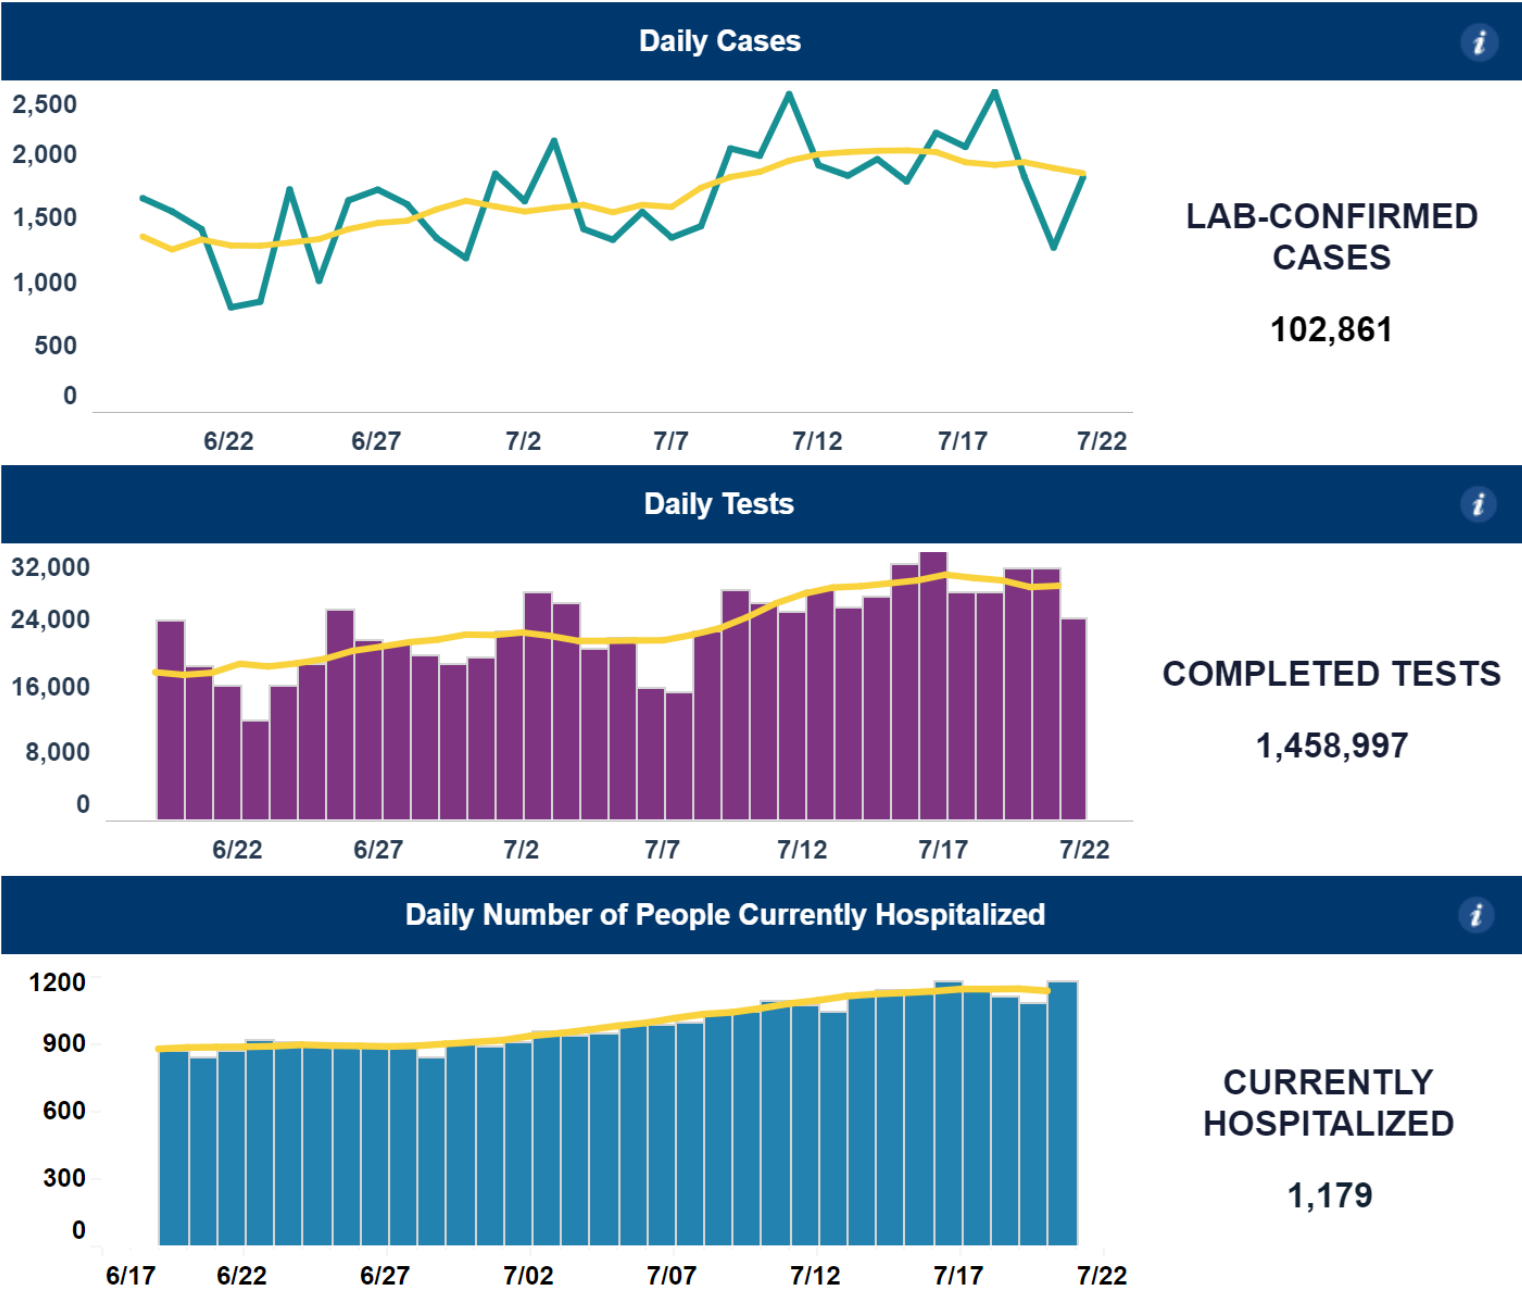 Daily Cases
i
2,500
2,000
1,500
1,000
500
0
6/22 6/27 7/2 7/7 7/12 7/17 7/22
LAB-CONFIRMED
CASES
102,861
Daily Tests
i
32,000
24,000
16,000
8,000
0
6/22 6/27 7/2 7/7 7/12 7/17 7/22
COMPLETED TESTS
1,458,997
Daily Number of People Currently Hospitalized
i
1200
900
600
300
0
6/17 6/22 6/27 7/02 7/07 7/12 7/17 7/22
CURRENTLY
HOSPITALIZED
1,179